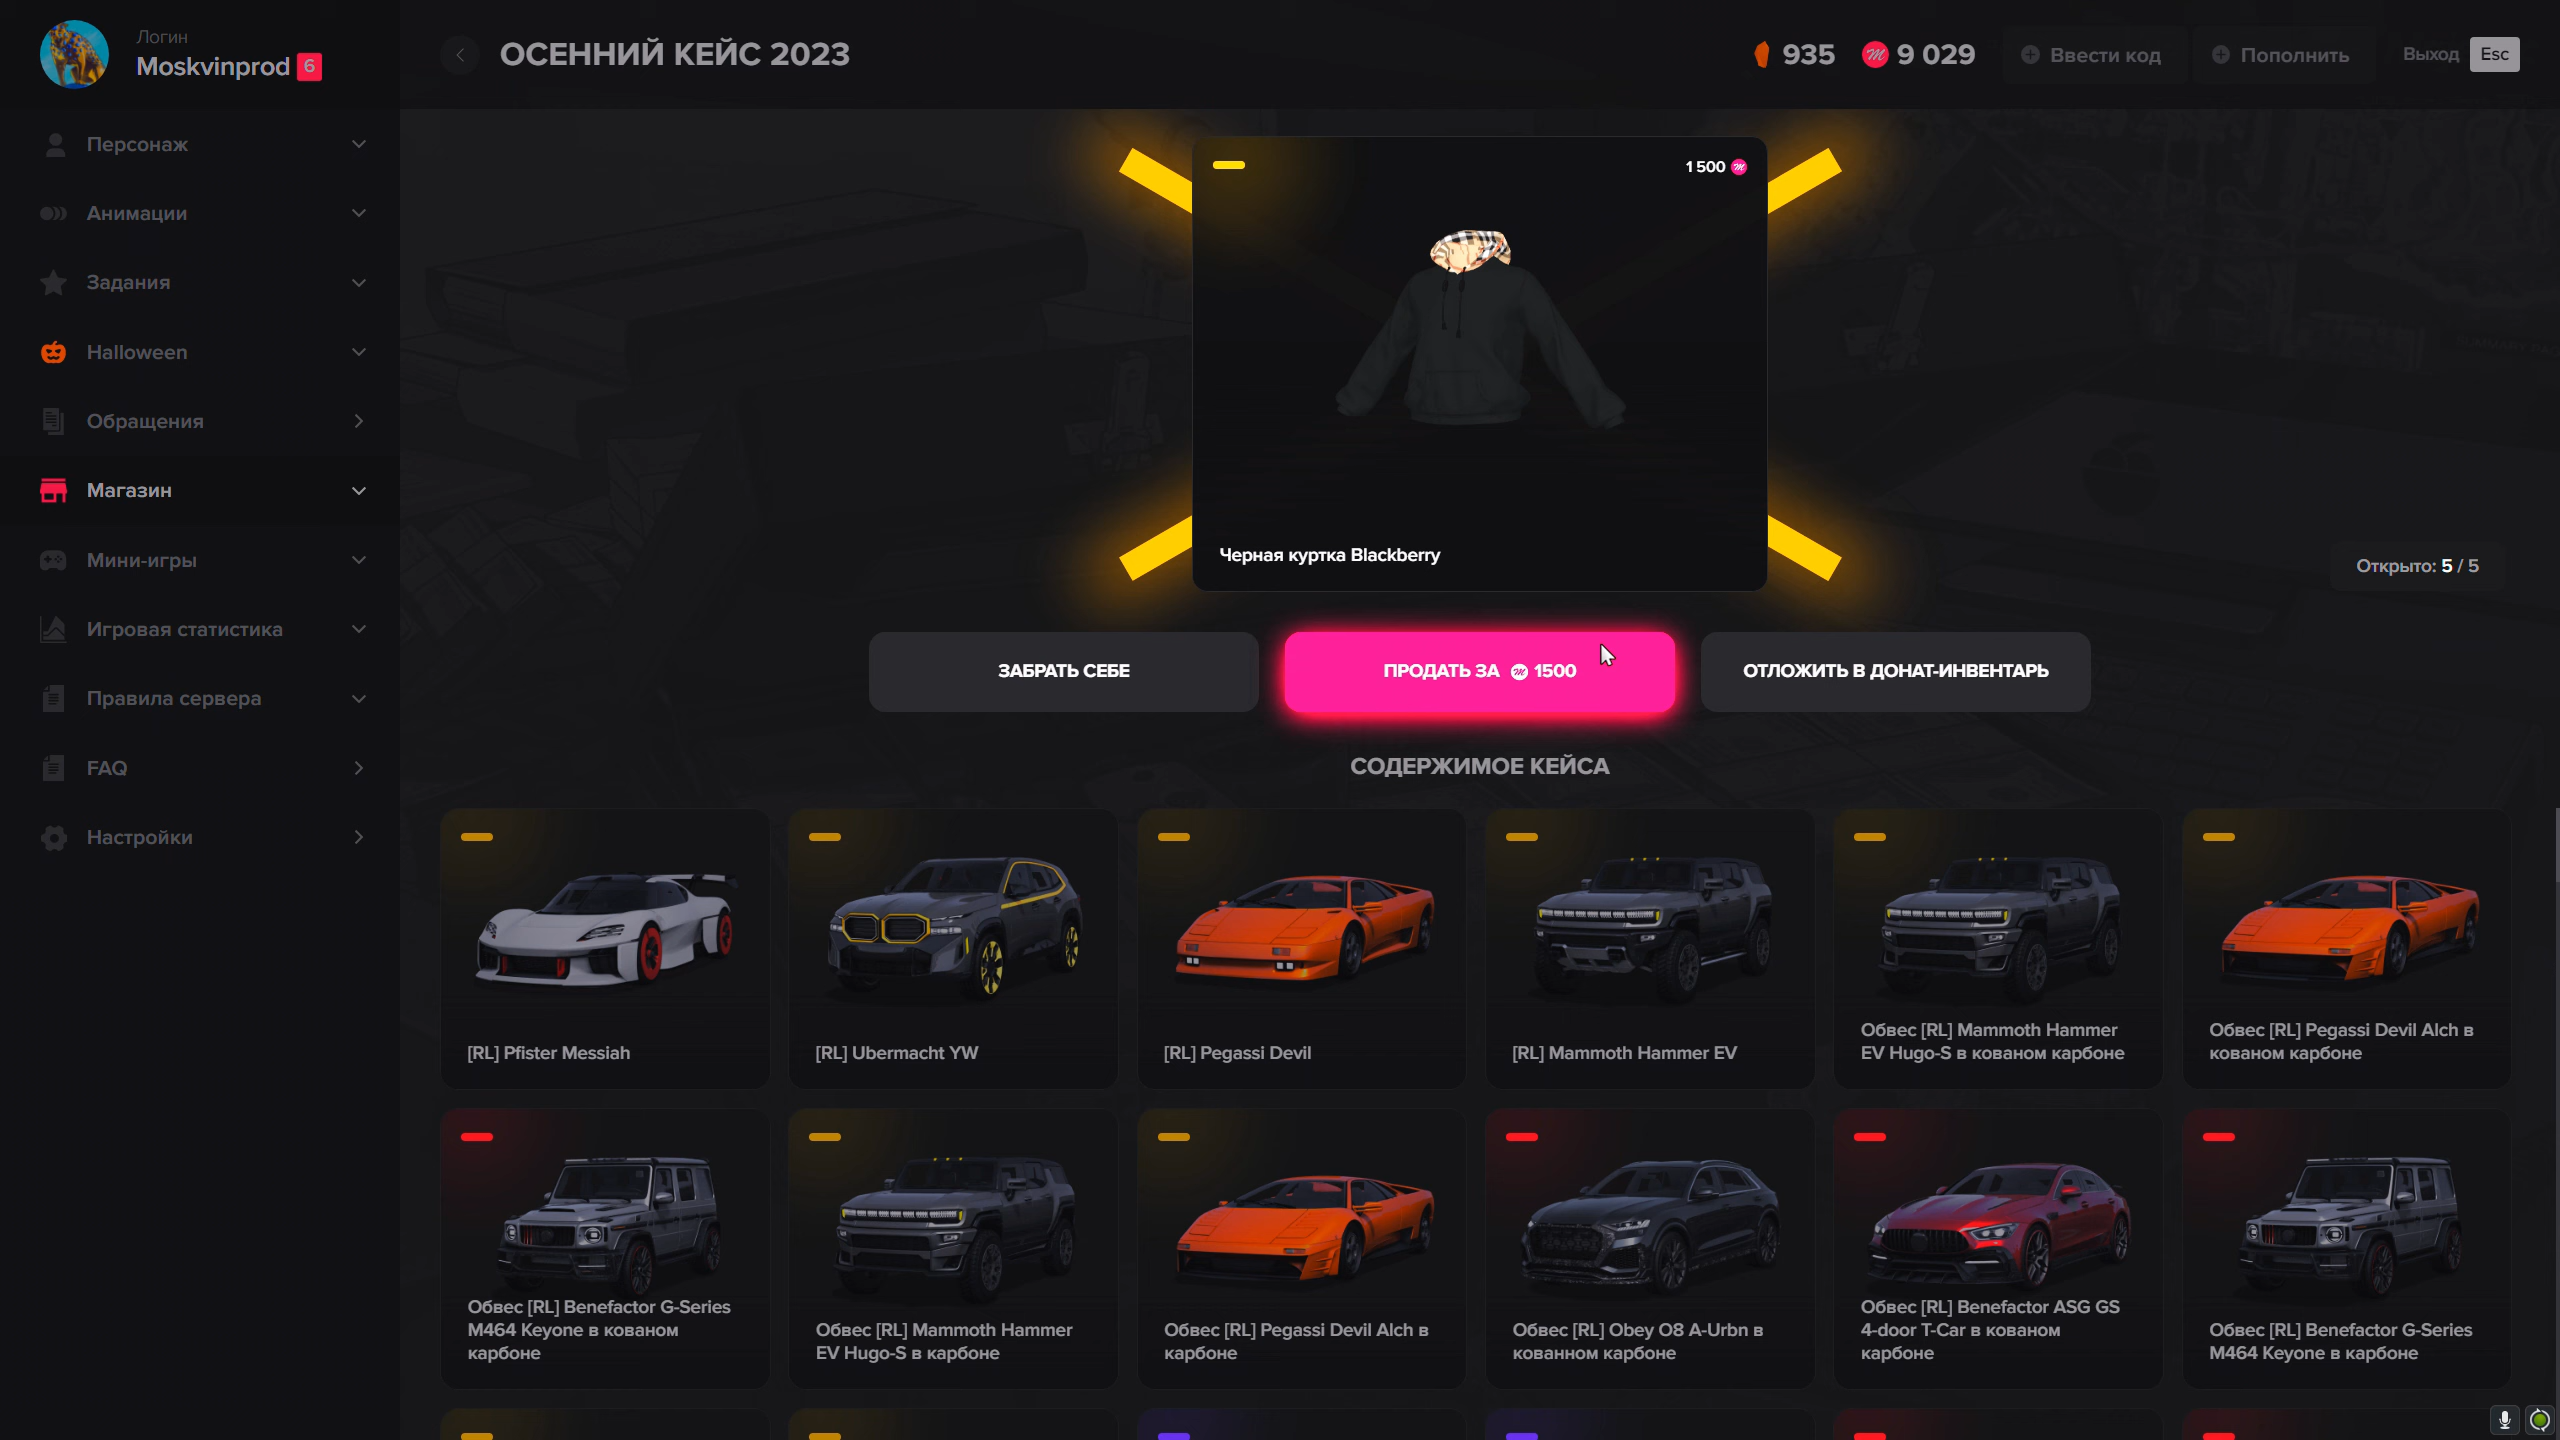 Логин
Moskvinprod 6
ОСЕННИЙ КЕЙС 2023
935
9 029
Ввести код
Пополнить
Выход
Esc
Персонаж
Анимации
Задания
Halloween
Обращения
Магазин
Мини-игры
Игровая статистика
Правила сервера
FAQ
Настройки
1 500
Черная куртка Blackberry
Открыто: 5 / 5
ЗАБРАТЬ СЕБЕ
ПРОДАТЬ ЗА 1500
ОТЛОЖИТЬ В ДОНАТ-ИНВЕНТАРЬ
СОДЕРЖИМОЕ КЕЙСА
[RL] Pfister Messiah
[RL] Ubermacht YW
[RL] Pegassi Devil
[RL] Mammoth Hammer EV
Обвес [RL] Mammoth Hammer
EV Hugo-S в кованом карбоне
Обвес [RL] Pegassi Devil Alch в
кованом карбоне
Обвес [RL] Benefactor G-Series
M464 Keyone в кованом
карбоне
Обвес [RL] Mammoth Hammer
EV Hugo-S в карбоне
Обвес [RL] Pegassi Devil Alch в
карбоне
Обвес [RL] Obey O8 A-Urbn в
кованном карбоне
Обвес [RL] Benefactor ASG GS
4-door T-Car в кованом
карбоне
Обвес [RL] Benefactor G-Series
M464 Keyone в карбоне